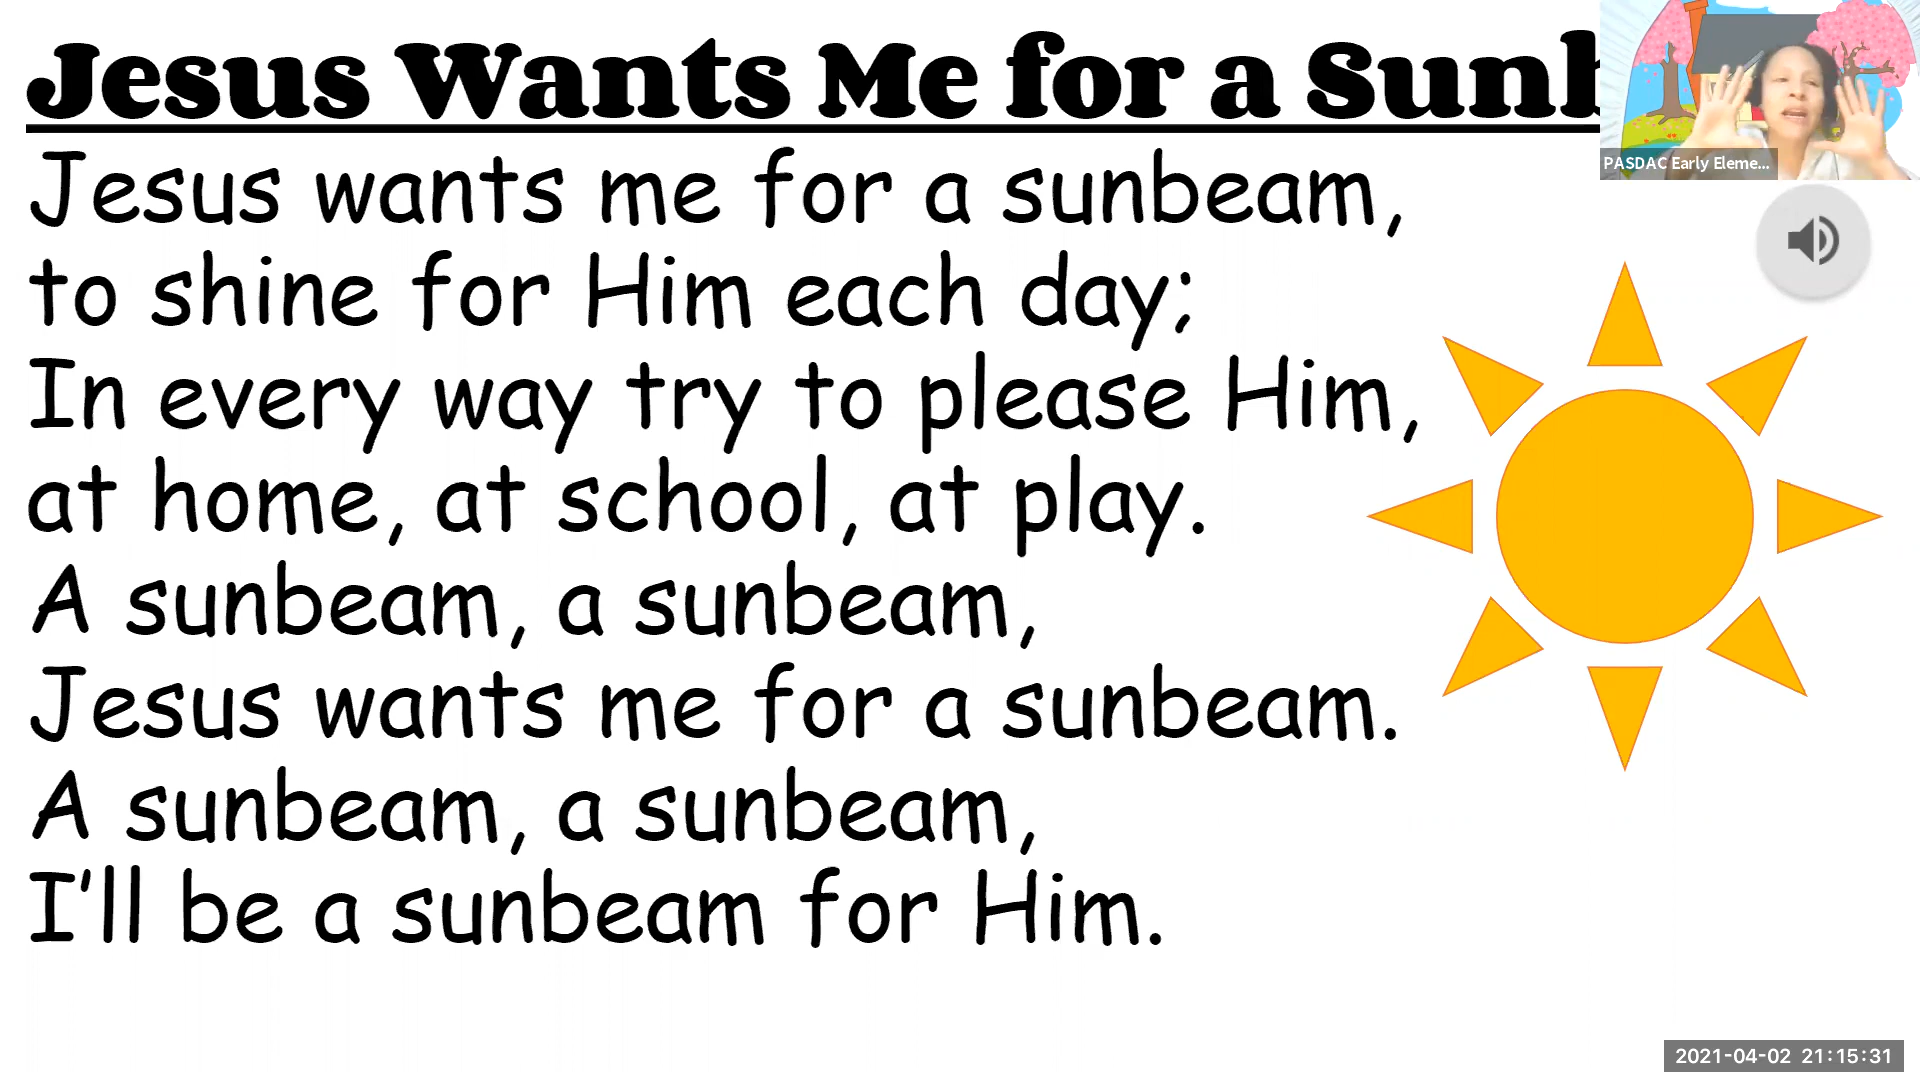 Jesus Wants Me for a Sunb
PASDAC Early Eleme...
Jesus wants me for a sunbeam,
to shine for Him each day;
In every way try to please Him,
at home, at school, at play.
A sunbeam, a sunbeam,
Jesus wants me for a sunbeam.
A sunbeam, a sunbeam,
I'll be a sunbeam for Him.
2021-04-02 21:15:31